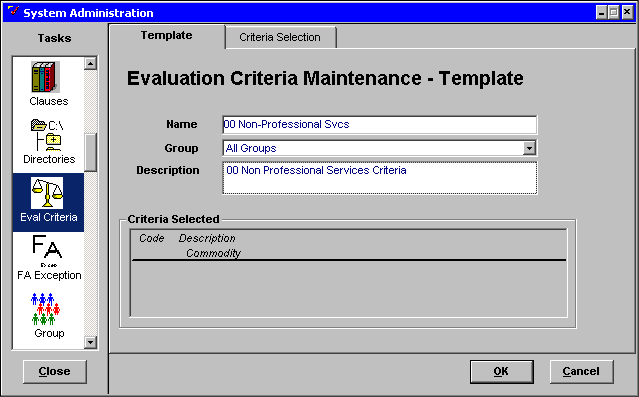 System Administration
Tasks
Clauses
C:\
Directories
Eval Criteria
FA
Excep
FA Exception
Group
Close
Template
Criteria Selection
Evaluation Criteria Maintenance - Template
Name
00 Non-Professional Svcs
Group
All Groups
Description
00 Non Professional Services Criteria
Criteria Selected
Code Description
Commodity
OK
Cancel